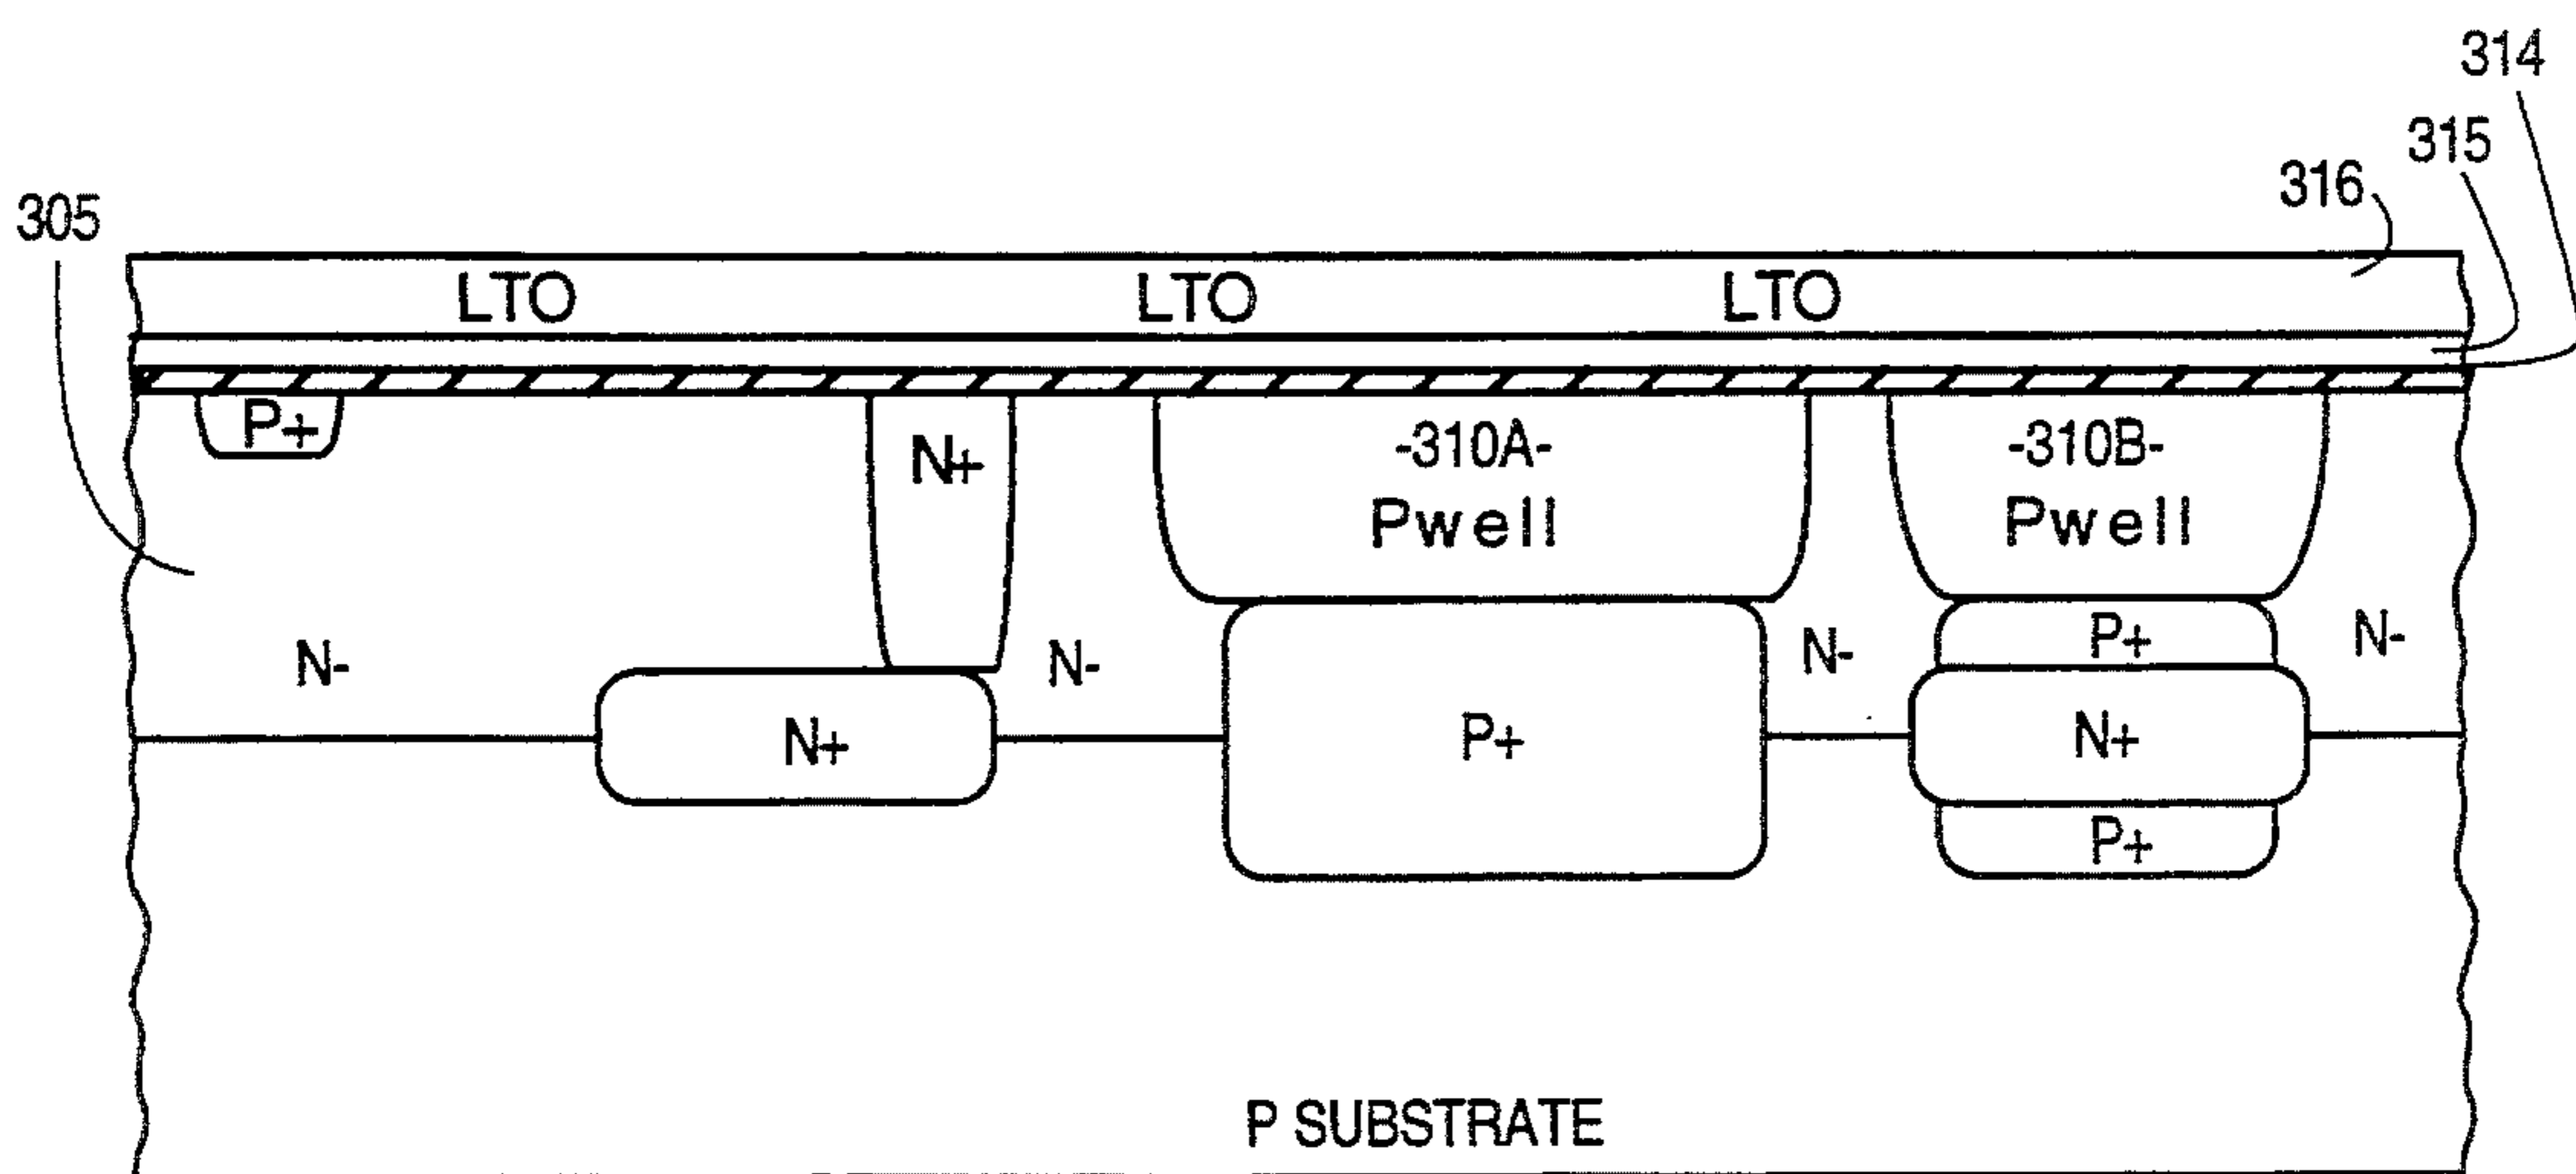 314
315
316
305
LTO LTO LTO
P+
N+
-310A-
Pwell
-310B-
Pwell
N-
N-
N-
P+
N-
N+
P+
N+
P+
P SUBSTRATE